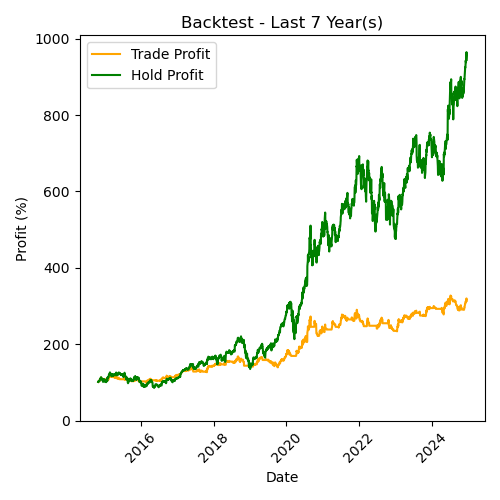 Backtest - Last 7 Year(s)
Trade Profit
Hold Profit
Profit (%)
1000
800
600
400
200
0
2016
2018
2020
2022
2024
Date